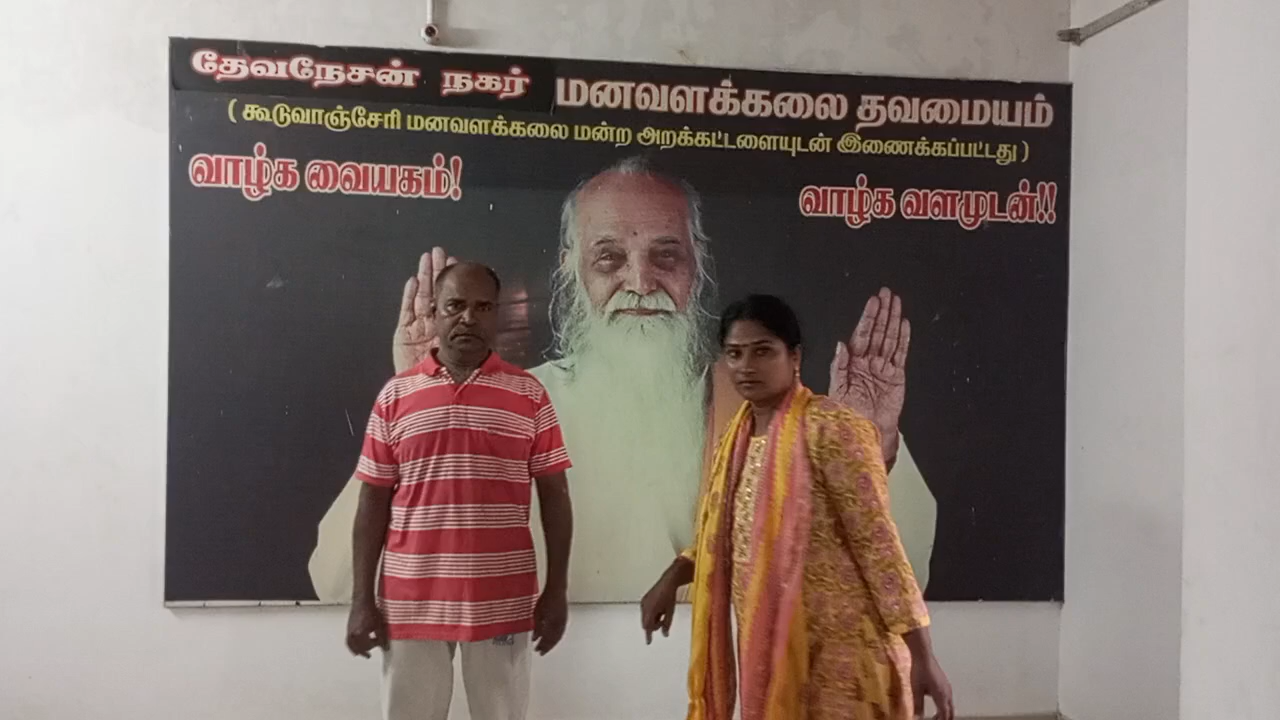 தேவநேசன் நகர் மனவளக்கலை தவமையம்
( கூடுவாஞ்சேரி மனவளக்கலை மன்ற அறக்கட்டளையுடன் இணைக்கப்பட்டது )
வாழ்க வையகம்!
வாழ்க வளமுடன்!!